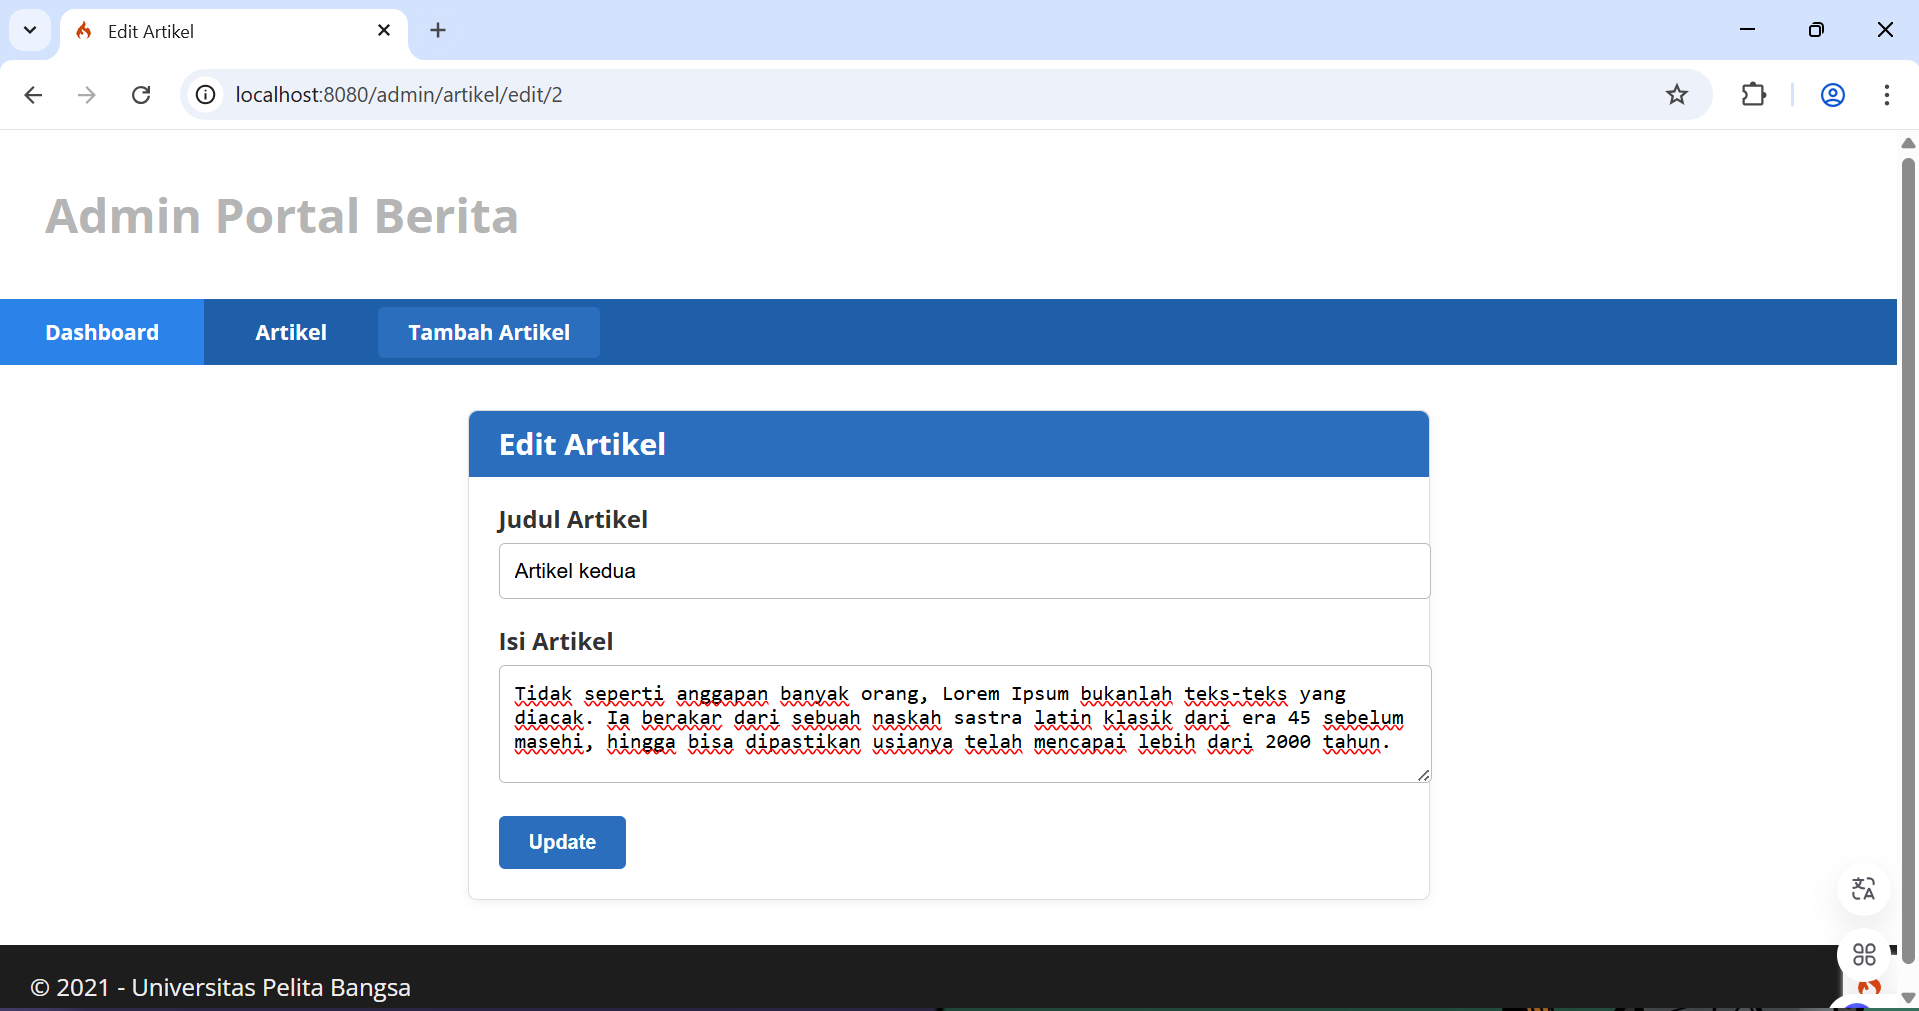 Edit Artikel
localhost:8080/admin/artikel/edit/2
Admin Portal Berita
Dashboard Artikel Tambah Artikel
Edit Artikel
Judul Artikel
Artikel kedua
Isi Artikel
Tidak seperti anggapan banyak orang, Lorem Ipsum bukanlah teks-teks yang
diacak. Ia berakar dari sebuah naskah sastra latin klasik dari era 45 sebelum
masehi, hingga bisa dipastikan usianya telah mencapai lebih dari 2000 tahun.
Update
© 2021 - Universitas Pelita Bangsa